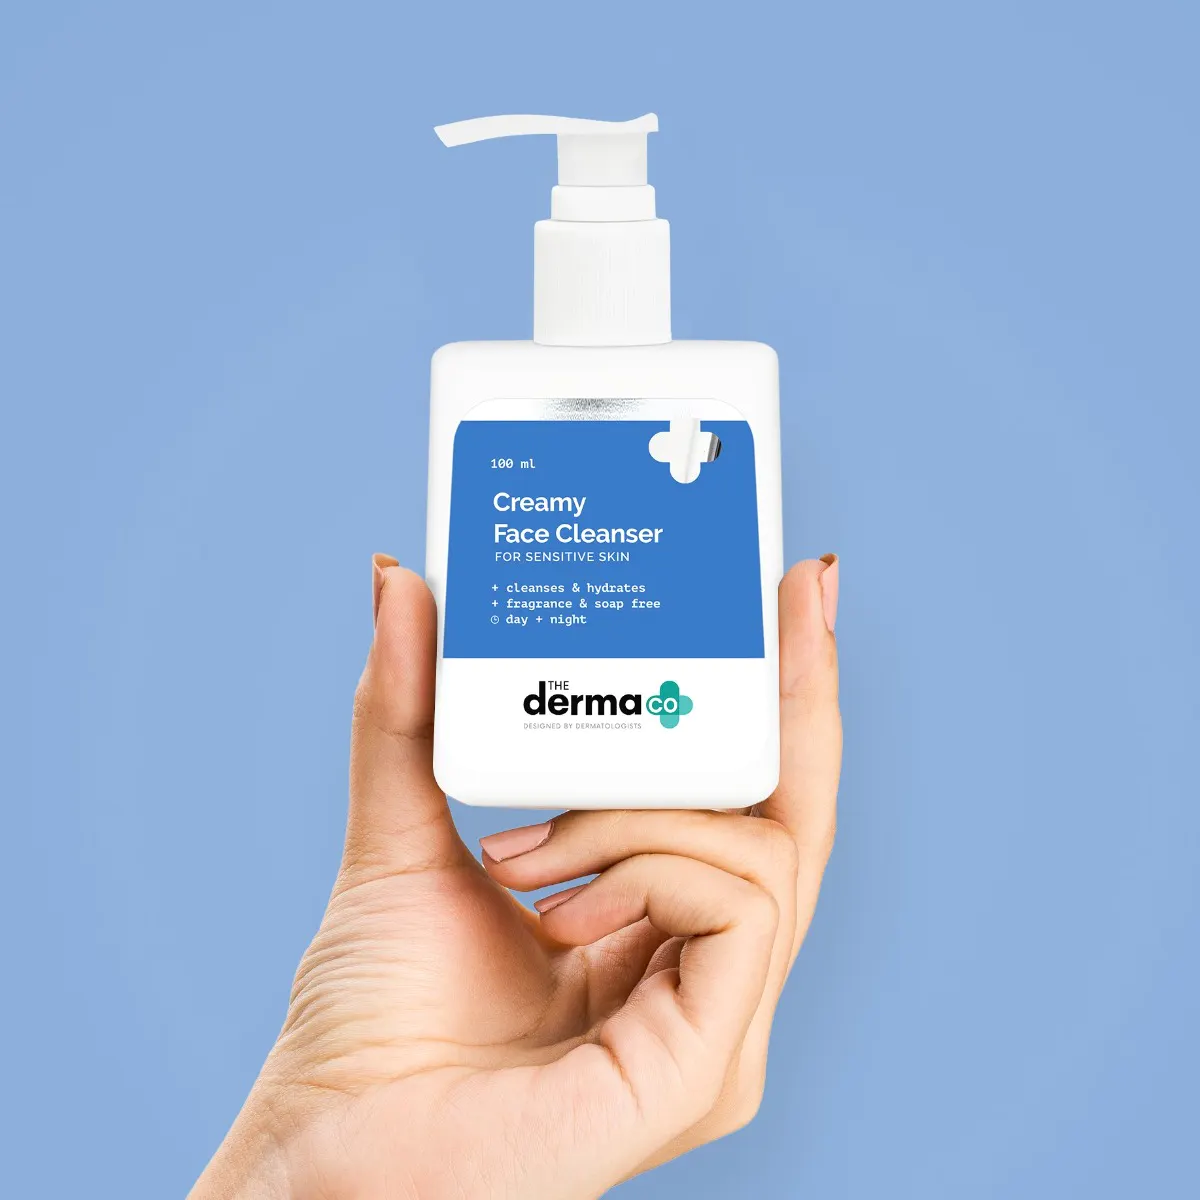 100 ml
Creamy
Face Cleanser
FOR SENSITIVE SKIN
+ cleanses & hydrates
+ fragrance & soap free
day + night
THE
derma co
DESIGNED BY DERMATOLOGISTS